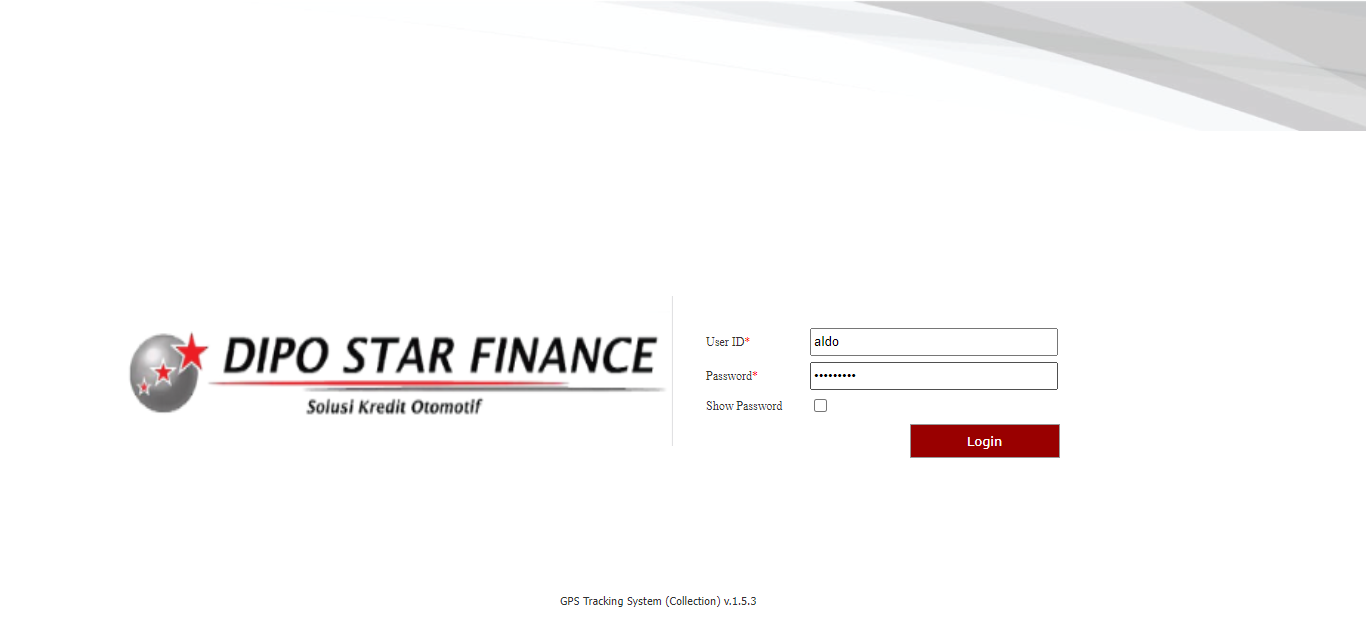 DIPO STAR FINANCE
Solusi Kredit Otomotif
User ID*
aldo
Password*
•••••••••
Show Password
Login
GPS Tracking System (Collection) v.1.5.3